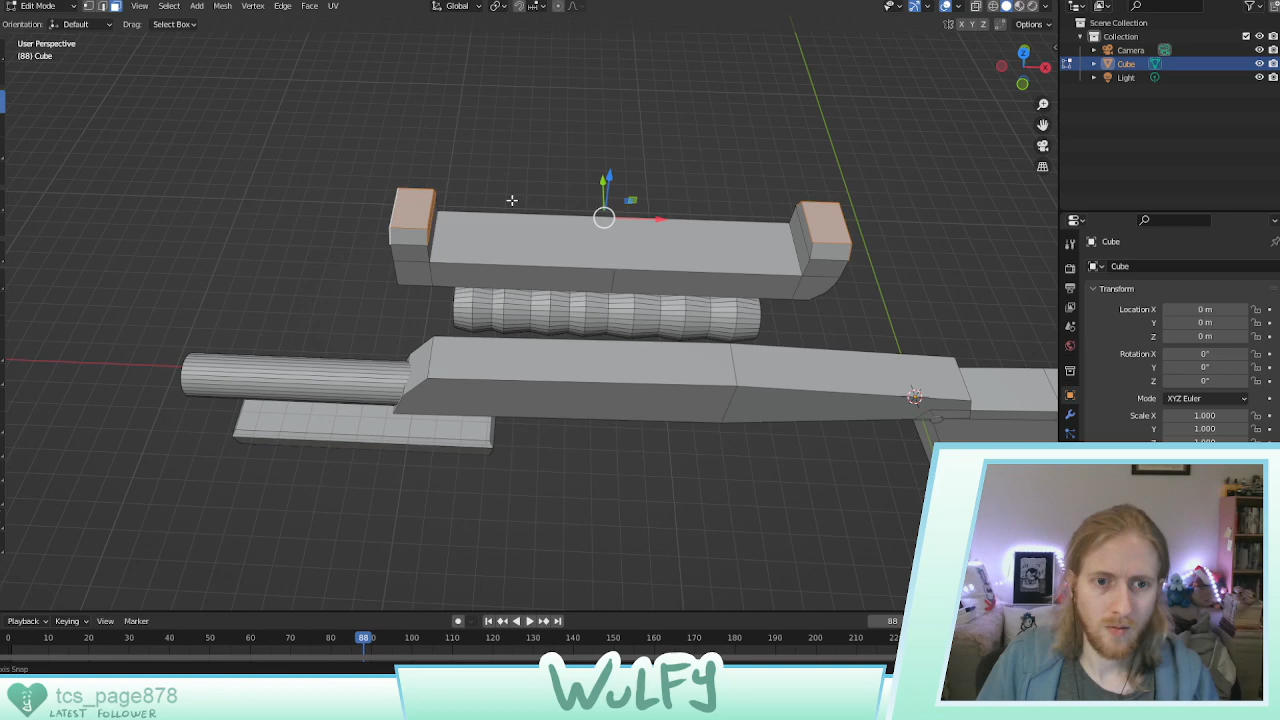 Edit Mode View Select Add Mesh Vertex Edge Face UV Global
Orientation: Default Drag: Select Box X Y Z Options
User Perspective
(88) Cube
Scene Collection
Collection
Camera
Cube
Light
Cube
Cube
Transform
Location X 0 m
Y 0 m
Z 0 m
Rotation X 0°
Y 0°
Z 0°
Mode XYZ Euler
Scale X 1.000
Y 1.000
Playback Keying View Marker 88
0 10 20 30 40 50 60 70 80 88 100 110 120 130 140 150 160 170 180 190 200 210
axis Snap
tcs_page878
LATEST FOLLOWER
WULFY